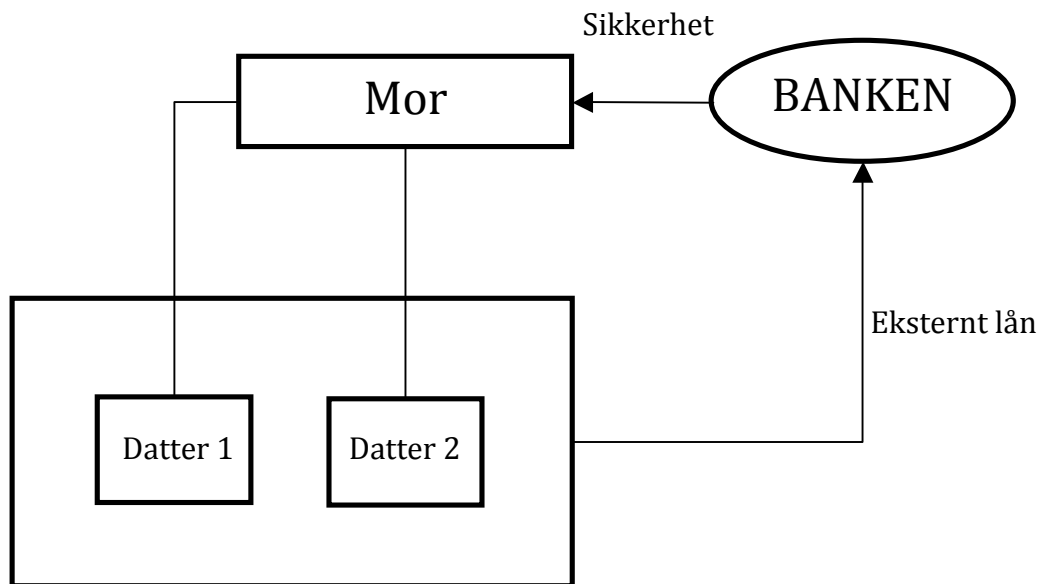 Sikkerhet
Mor
BANKEN
Eksternt lån
Datter 1
Datter 2